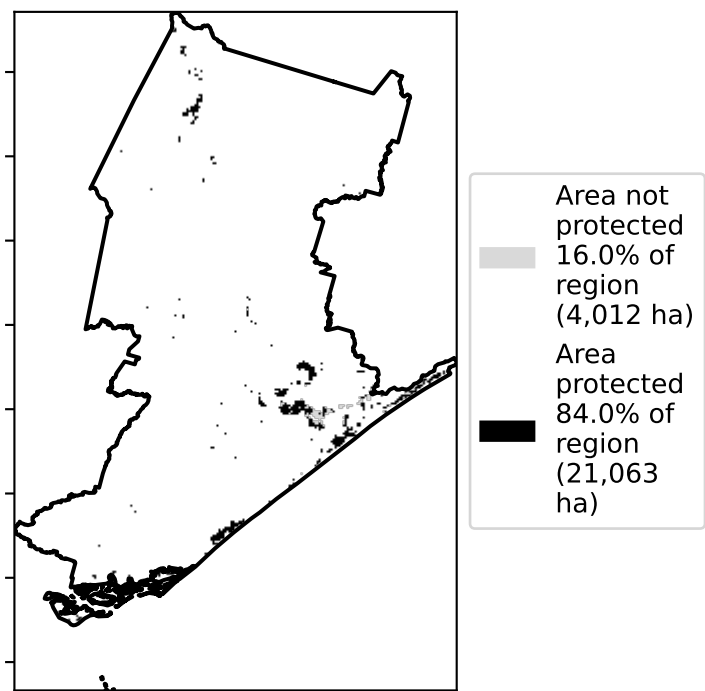 Area not
protected
16.0% of
region
(4,012 ha)
Area
protected
84.0% of
region
(21,063
ha)